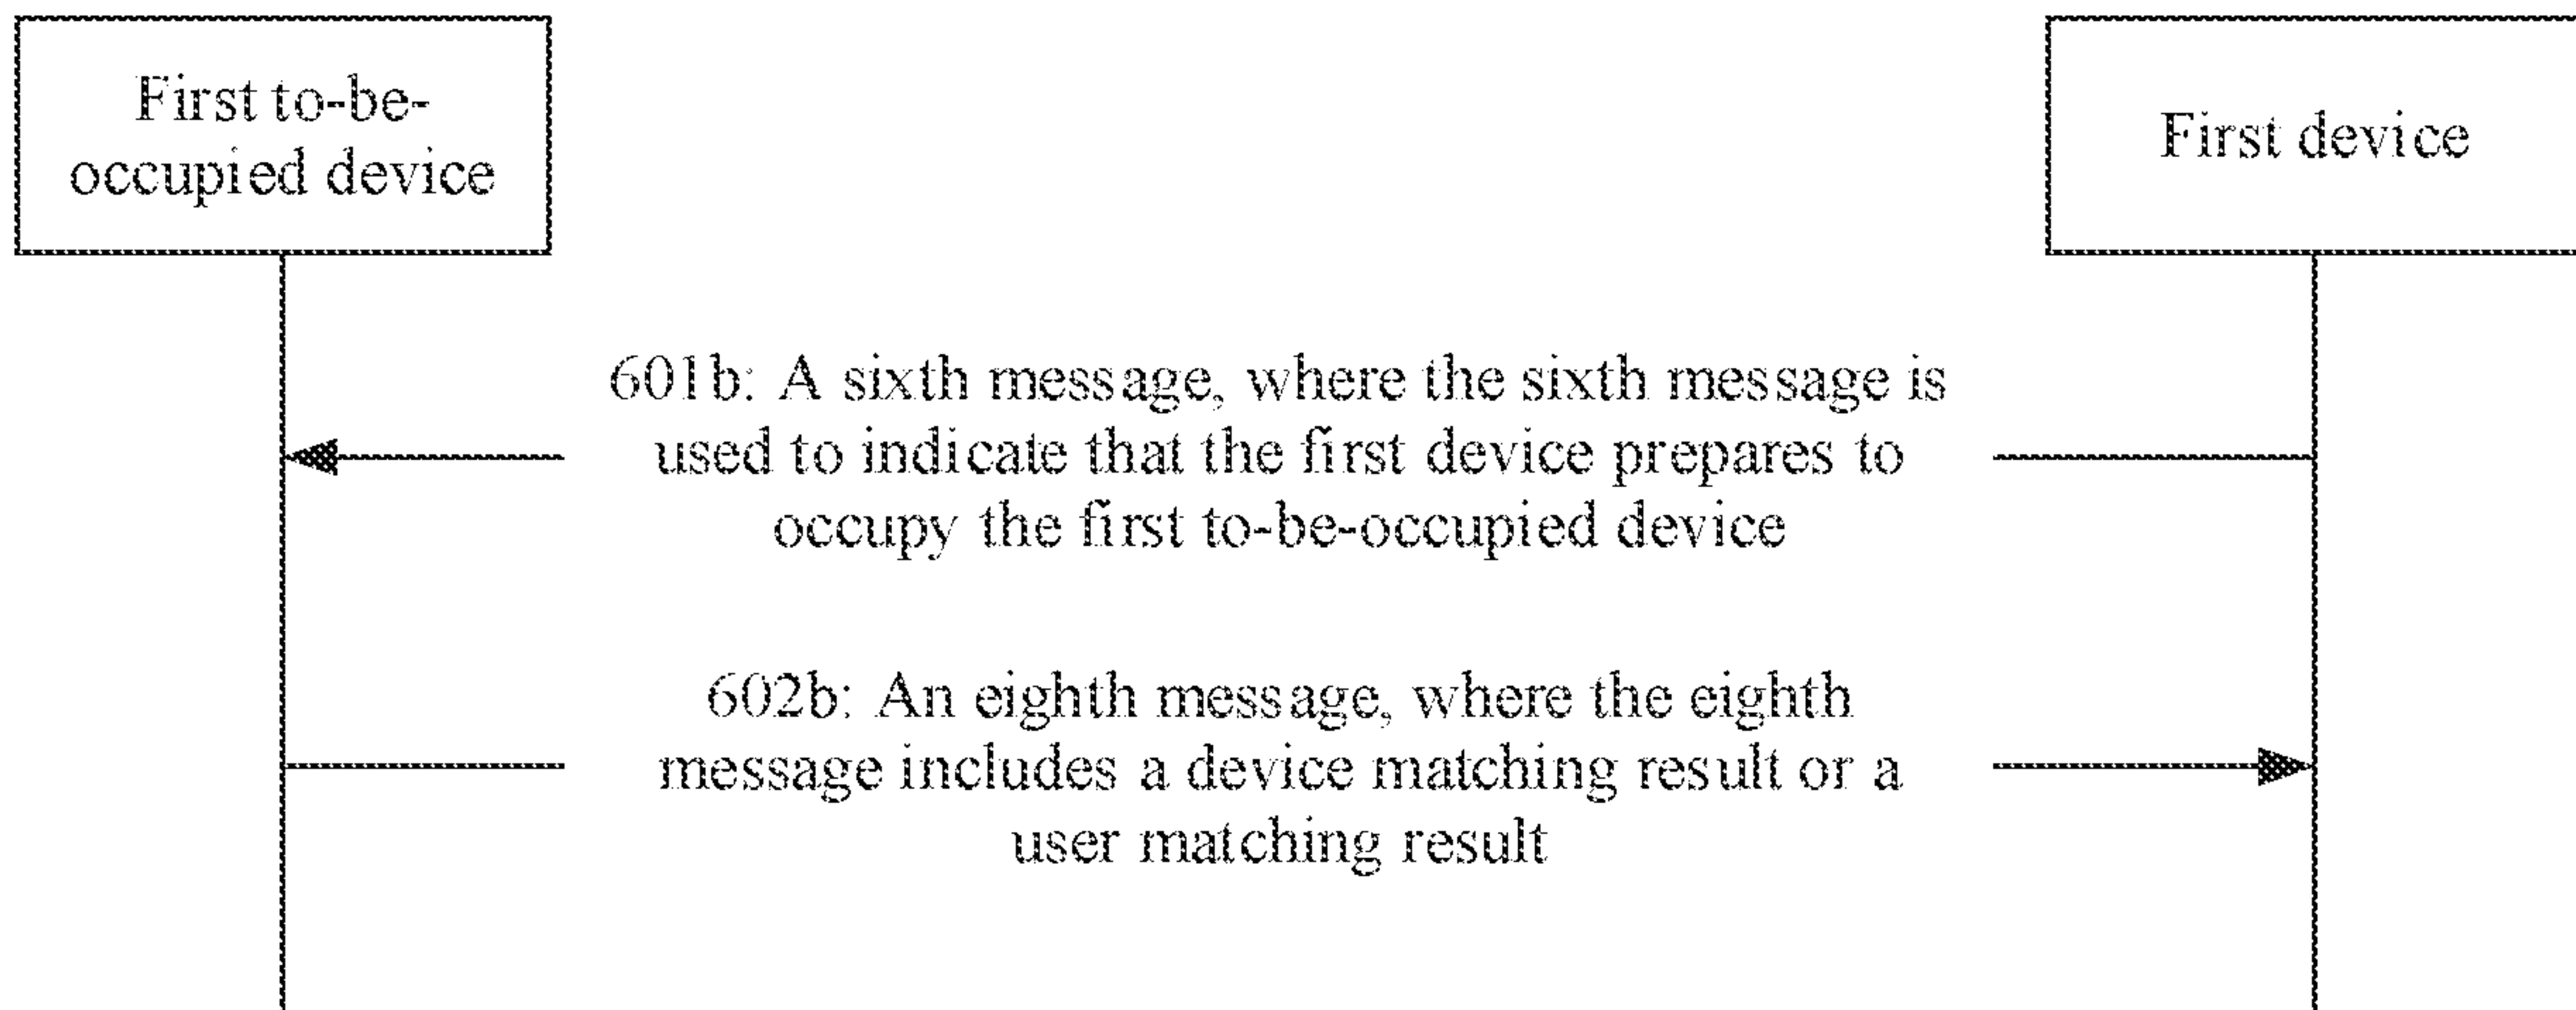 First to-be-
occupied device
First device
601b: A sixth message, where the sixth message is
used to indicate that the first device prepares to
occupy the first to-be-occupied device
602b: An eighth message, where the eighth
message includes a device matching result or a
user matching result